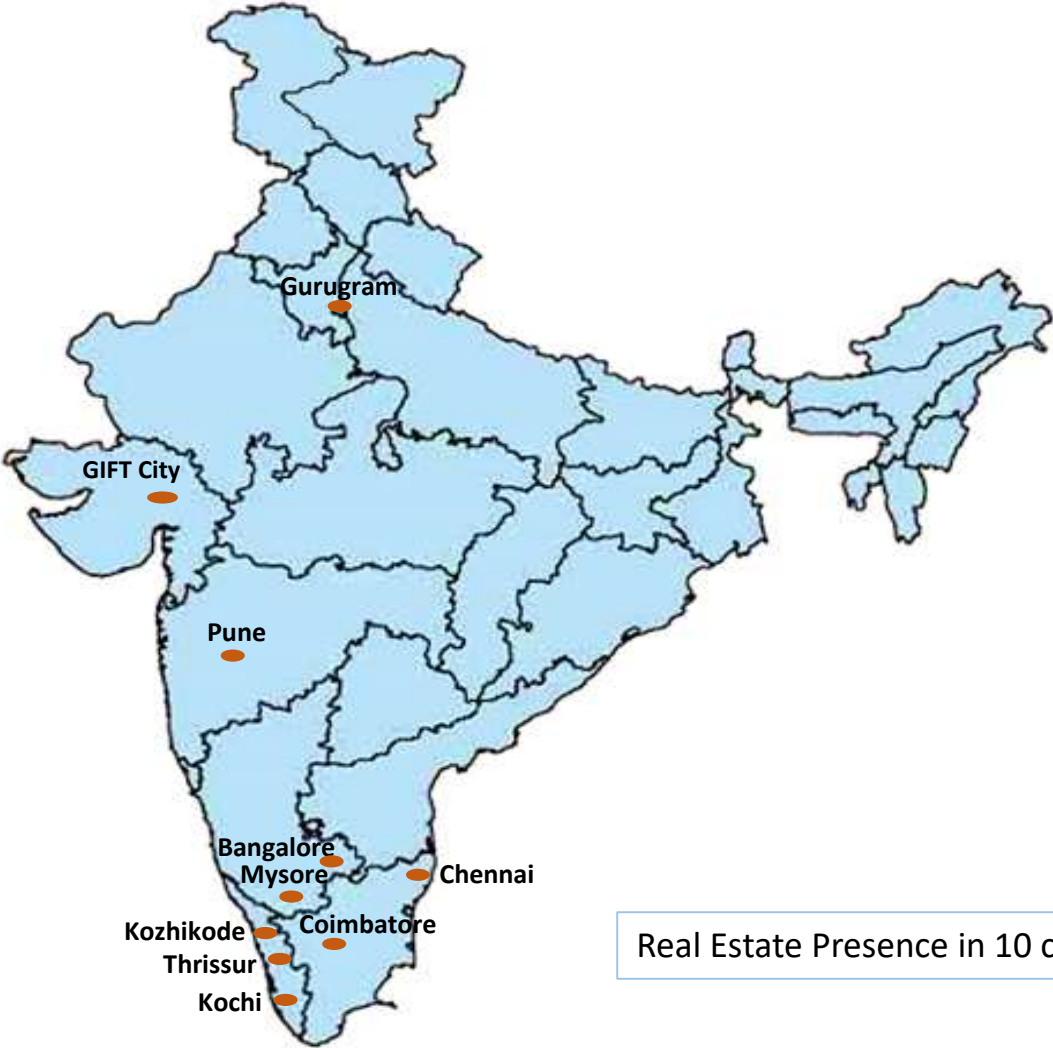 Gurugram
GIFT City
Pune
Bangalore
Mysore
Chennai
Kozhikode
Coimbatore
Thrissur
Kochi
Real Estate Presence in 10